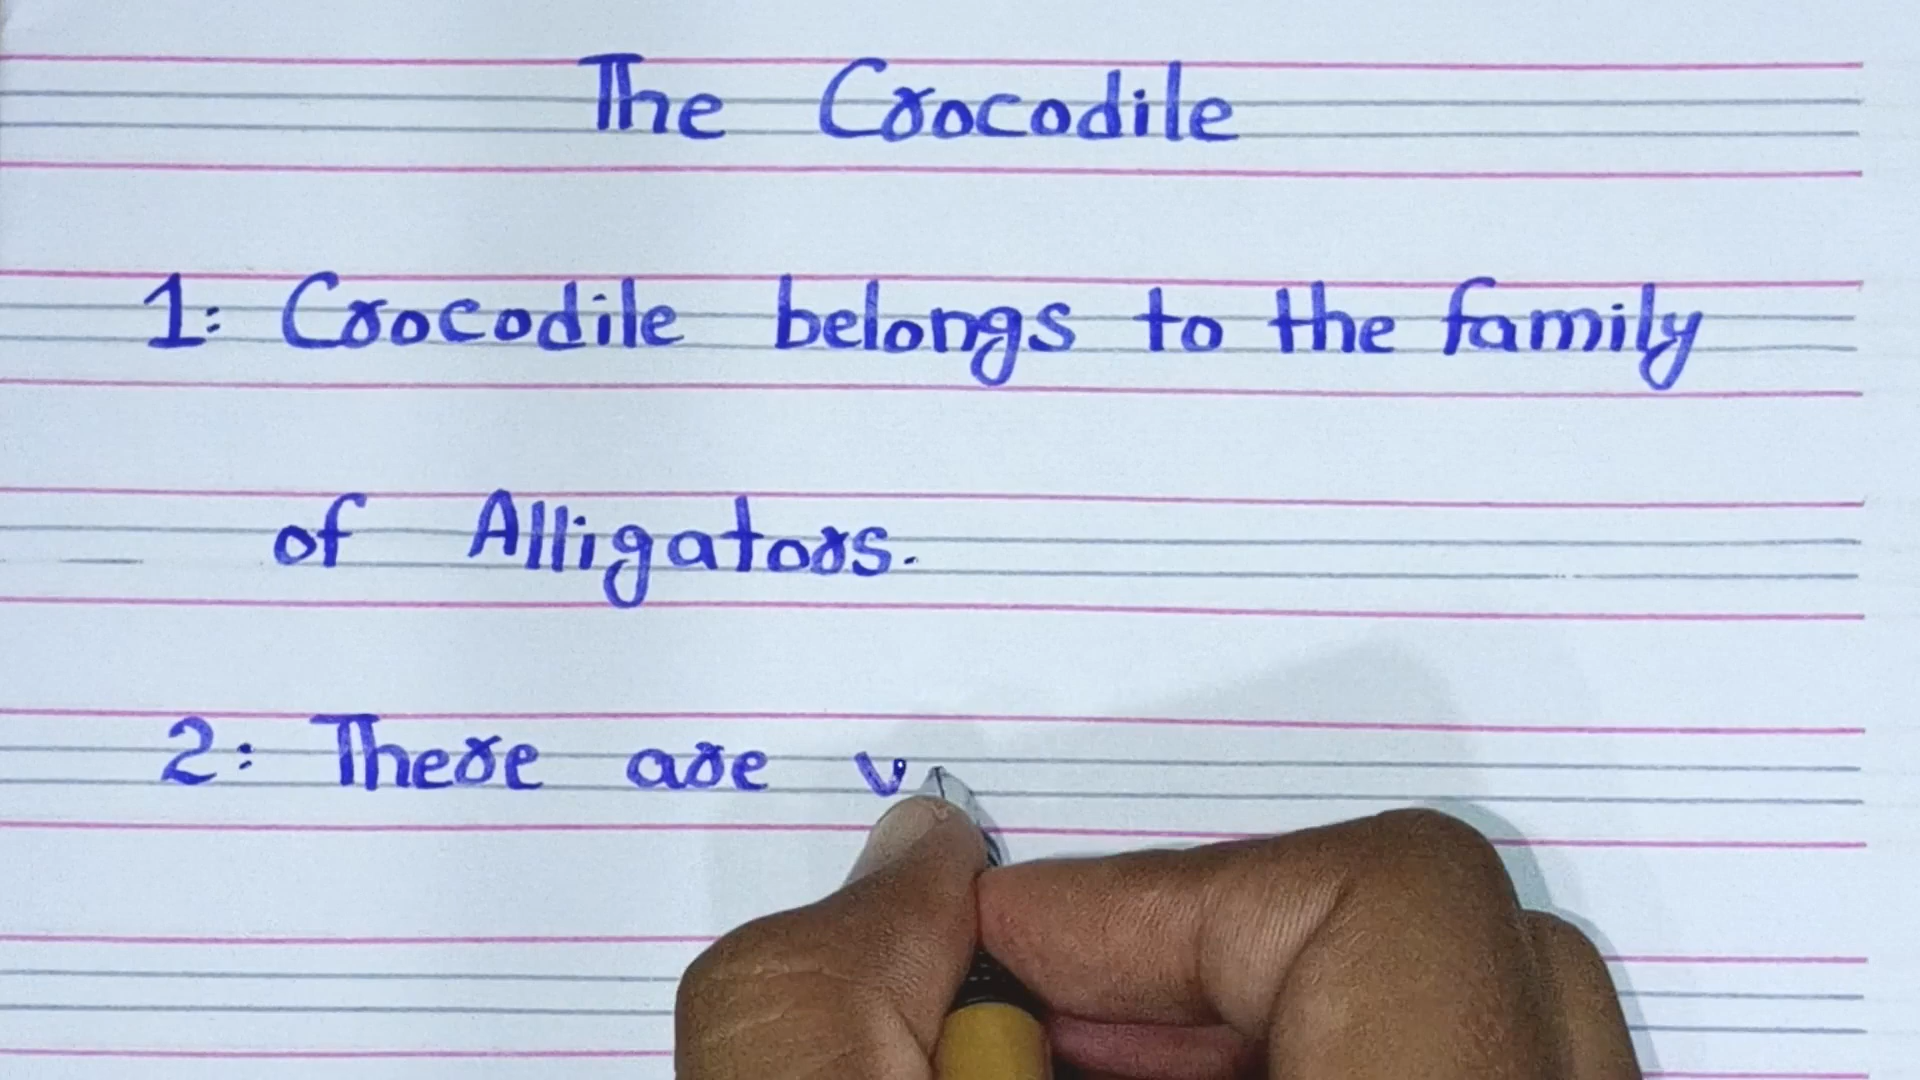 The Crocodile
1: Crocodile belongs to the family
of Alligators.
2: There are v